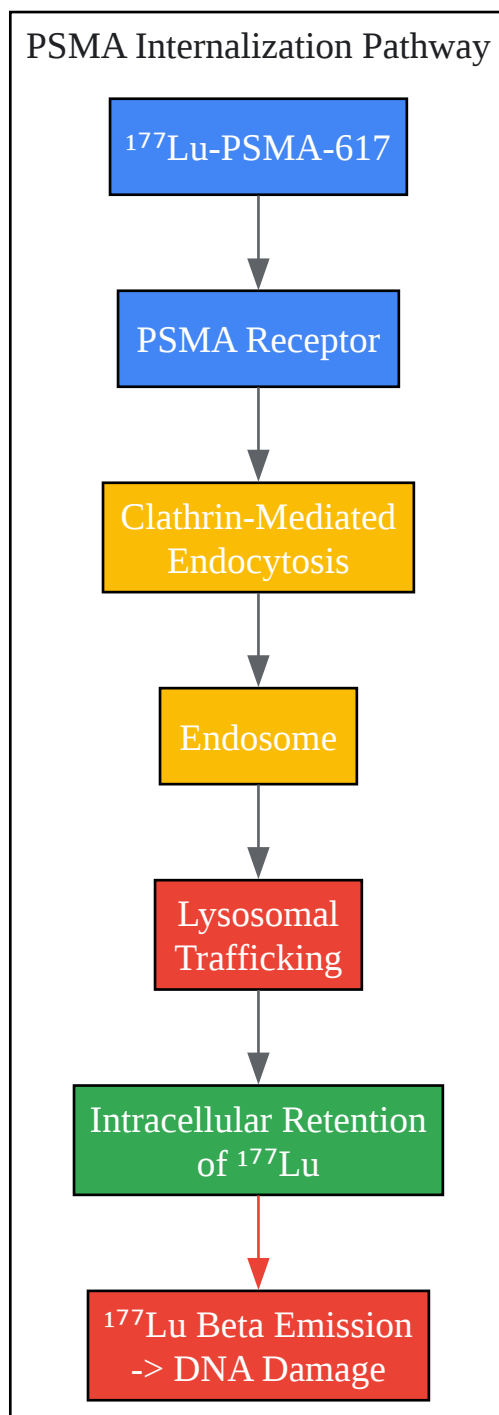 PSMA Internalization Pathway
¹⁷⁷Lu-PSMA-617
PSMA Receptor
Clathrin-Mediated
Endocytosis
Endosome
Lysosomal
Trafficking
Intracellular Retention
of ¹⁷⁷Lu
¹⁷⁷Lu Beta Emission
-> DNA Damage